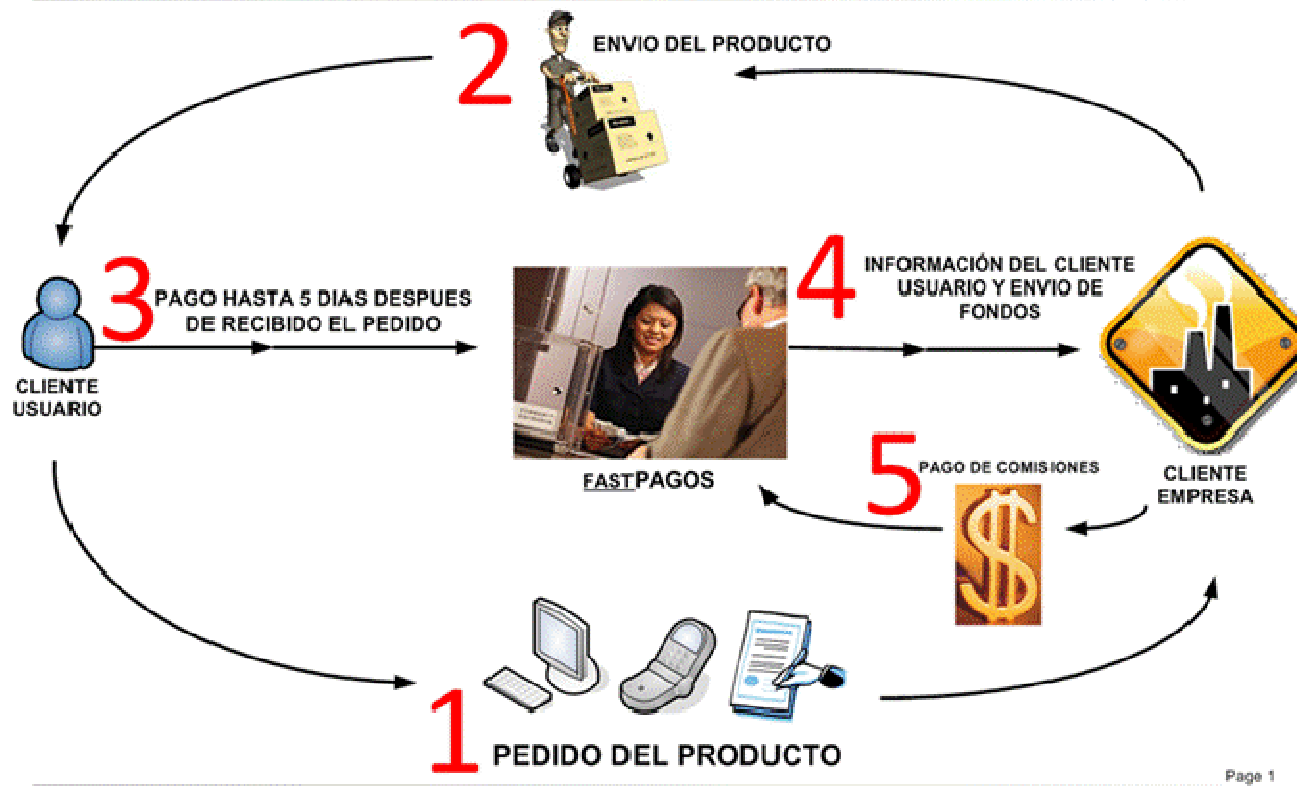 2
ENVIO DEL PRODUCTO
3
PAGO HASTA 5 DIAS DESPUES
DE RECIBIDO EL PEDIDO
4
INFORMACIÓN DEL CLIENTE
USUARIO Y ENVIO DE
FONDOS
CLIENTE
USUARIO
FASTPAGOS
5
PAGO DE COMISIONES
CLIENTE
EMPRESA
$
1
PEDIDO DEL PRODUCTO
Page 1